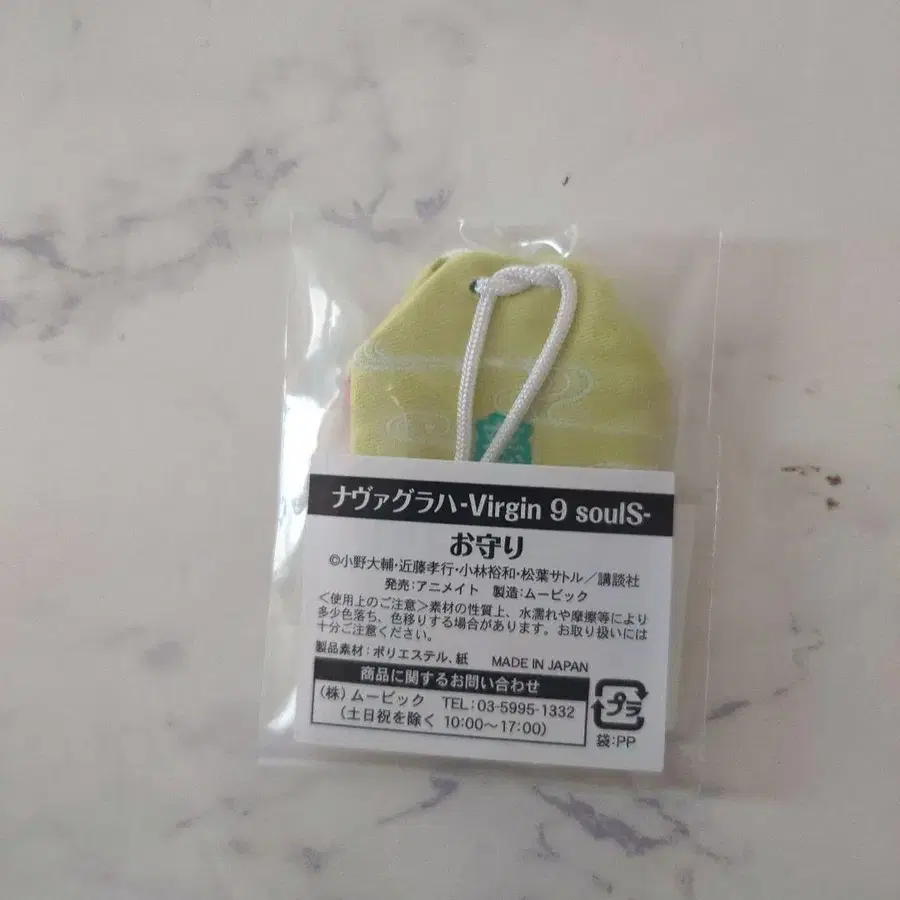 ナヴァグラハ-Virgin 9 soulS-
お守り
©小野大輔・近藤孝行・小林裕和・松葉サトル／講談社
発売：アニメイト　製造：ムービック
＜使用上のご注意＞素材の性質上、水濡れや摩擦等により
多少色落ち、色移りする場合があります。お取り扱いには
十分ご注意ください。
製品素材：ポリエステル、紙　MADE IN JAPAN
商品に関するお問い合わせ
（株）ムービック　TEL：03-5995-1332
（土日祝を除く 10:00～17:00）
プラ
袋：PP